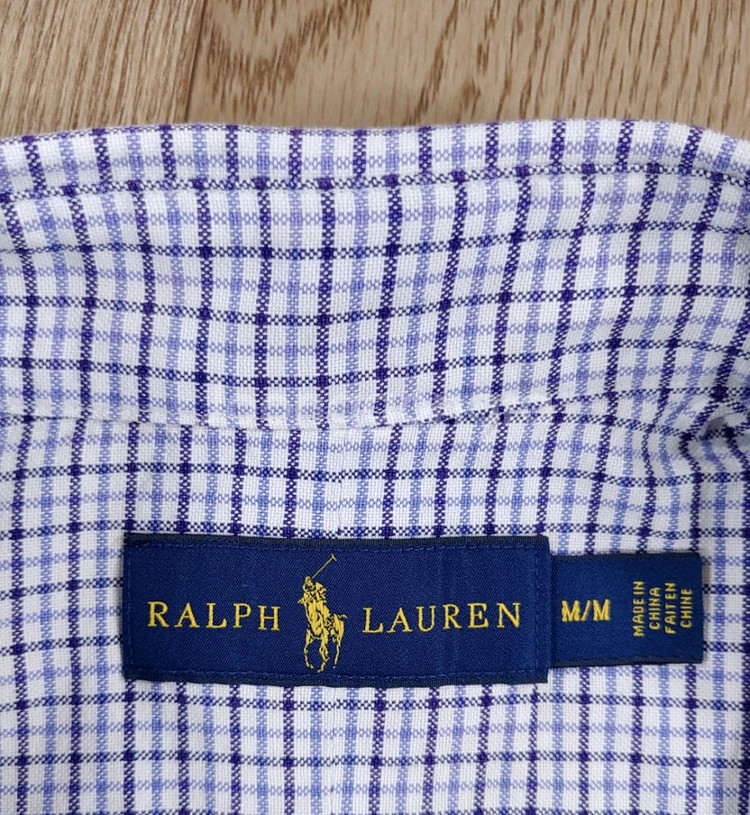 RALPH LAUREN
M/M
MADE IN
CHINA
FAIT EN
CHINE